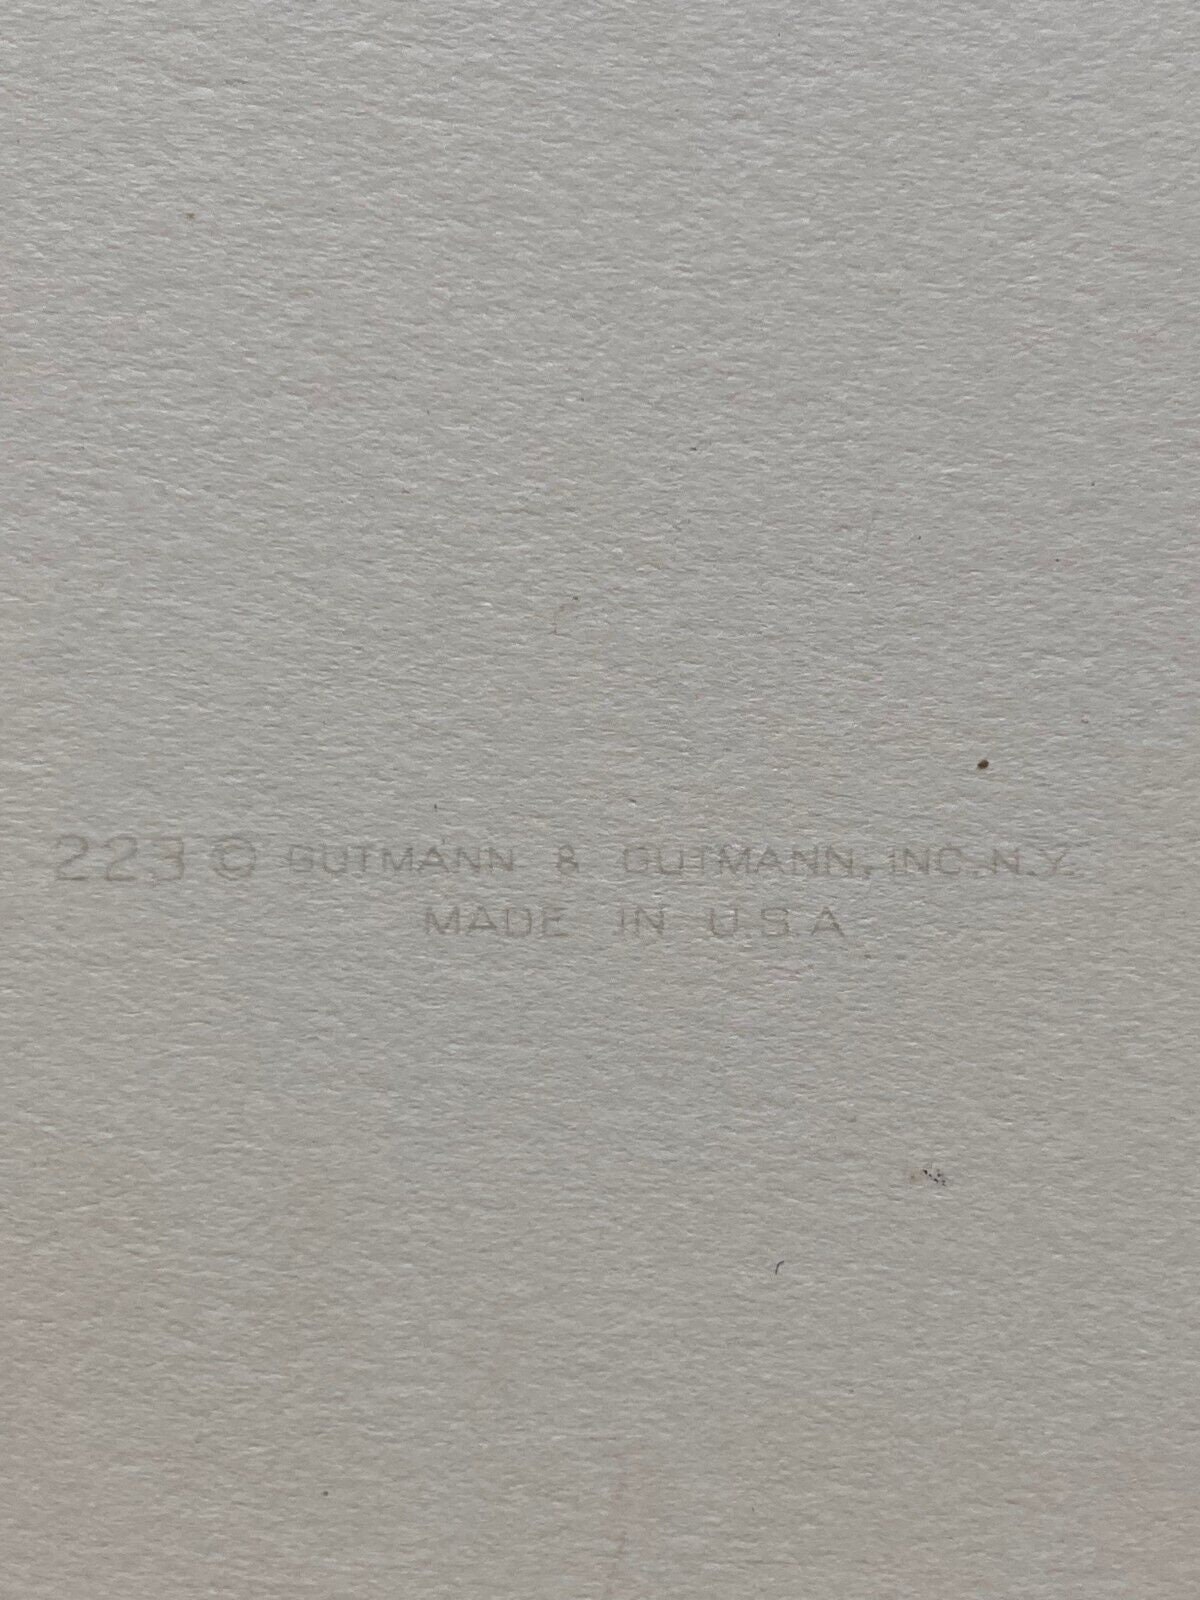 223 © GUTMANN & GUTMANN, INC. N.Y.
MADE IN U.S.A